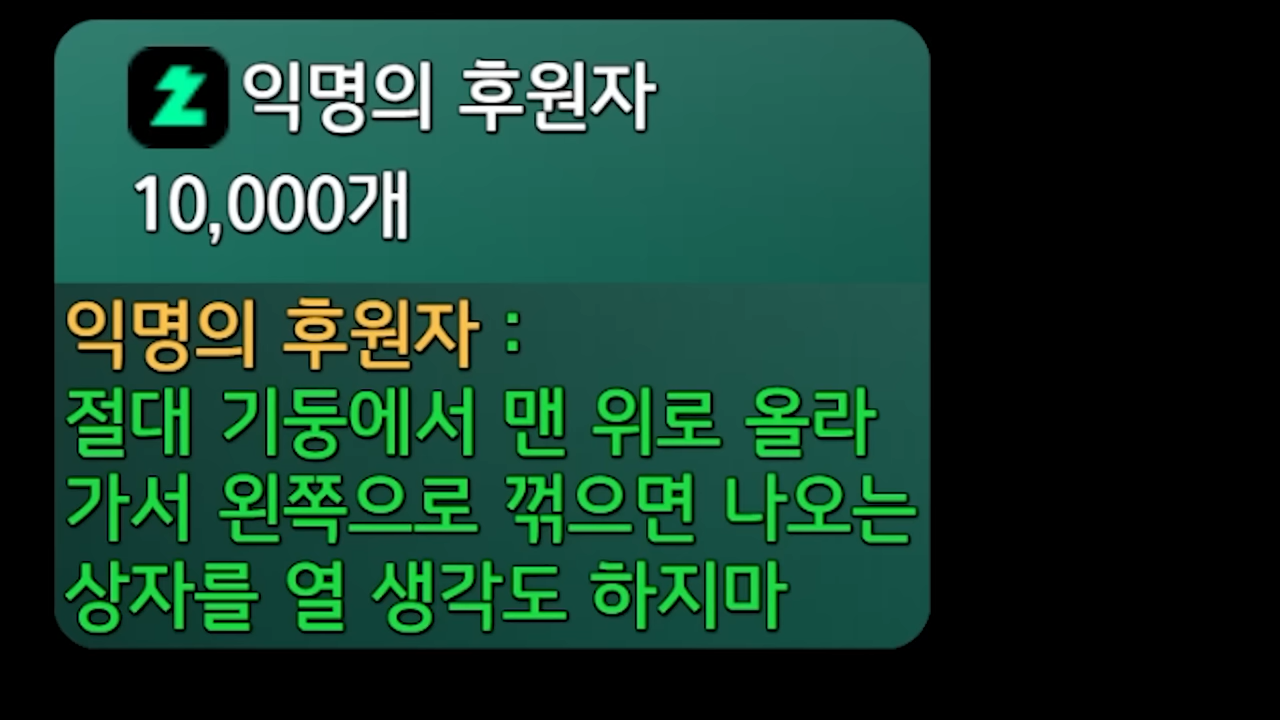 익명의 후원자
10,000개
익명의 후원자 :
절대 기둥에서 맨 위로 올라
가서 왼쪽으로 꺾으면 나오는
상자를 열 생각도 하지마